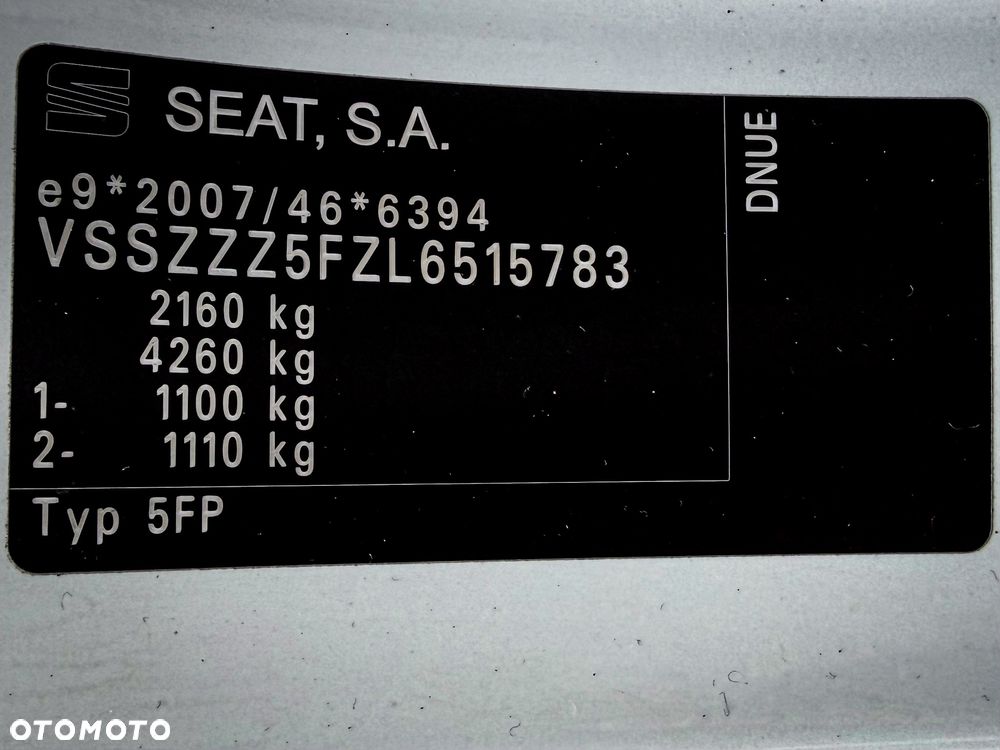 SEAT, S.A.
e9*2007/46*6394
VSSZZZ5FZL6515783
2160 kg
4260 kg
1- 1100 kg
2- 1110 kg
Typ 5FP
DNUE
OTOMOTO